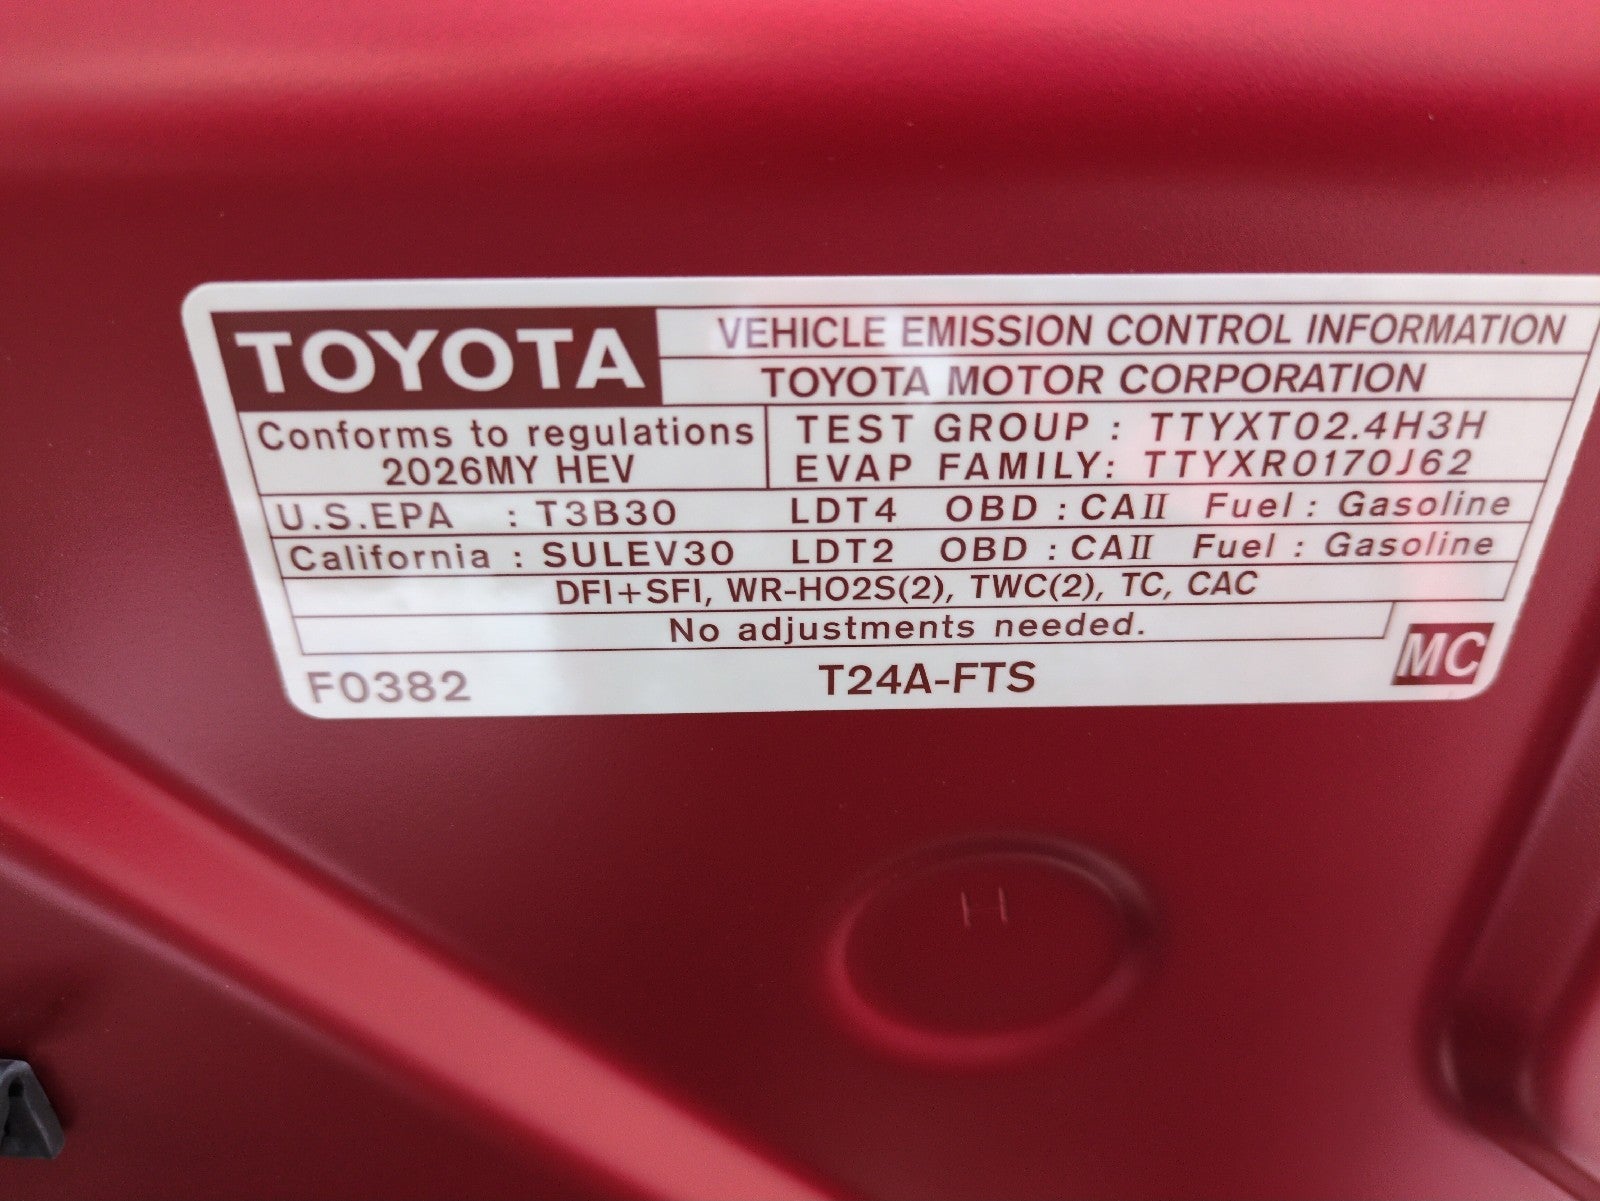 TOYOTA
VEHICLE EMISSION CONTROL INFORMATION
TOYOTA MOTOR CORPORATION
Conforms to regulations
2026MY HEV
TEST GROUP : TTYXT02.4H3H
EVAP FAMILY: TTYXR0170J62
U.S.EPA : T3B30 LDT4 OBD : CAII Fuel : Gasoline
California : SULEV30 LDT2 OBD : CAII Fuel : Gasoline
DFI+SFI, WR-HO2S(2), TWC(2), TC, CAC
No adjustments needed.
F0382
T24A-FTS
MC